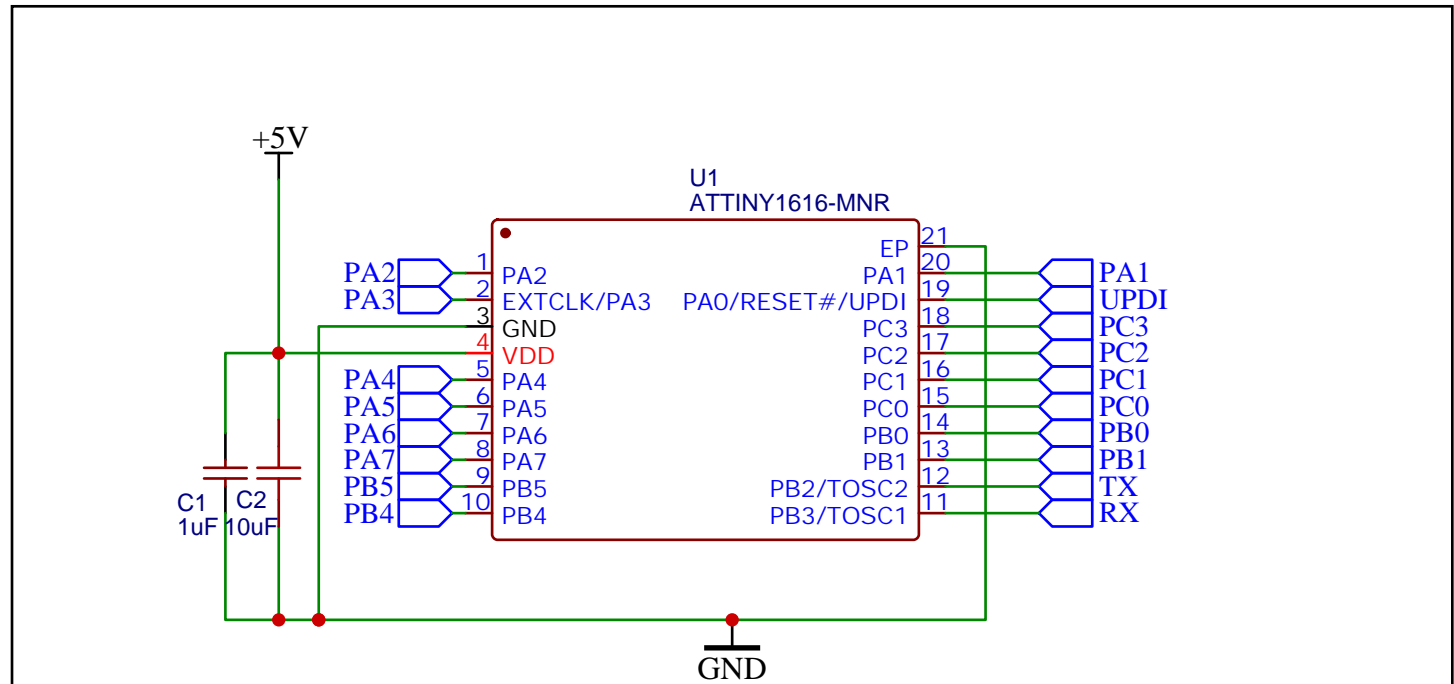 +5V
U1
ATTINY1616-MNR
EP 21
PA2 1 PA2
PA1 20 PA1
PA3 2 EXTCLK/PA3
PA0/RESET#/UPDI 19 UPDI
3 GND
PC3 18 PC3
4 VDD
PC2 17 PC2
PA4 5 PA4
PC1 16 PC1
PA5 6 PA5
PC0 15 PC0
PA6 7 PA6
PB0 14 PB0
PA7 8 PA7
PB1 13 PB1
PB5 9 PB5
PB2/TOSC2 12 TX
PB4 10 PB4
PB3/TOSC1 11 RX
C1 C2
1uF 10uF
GND